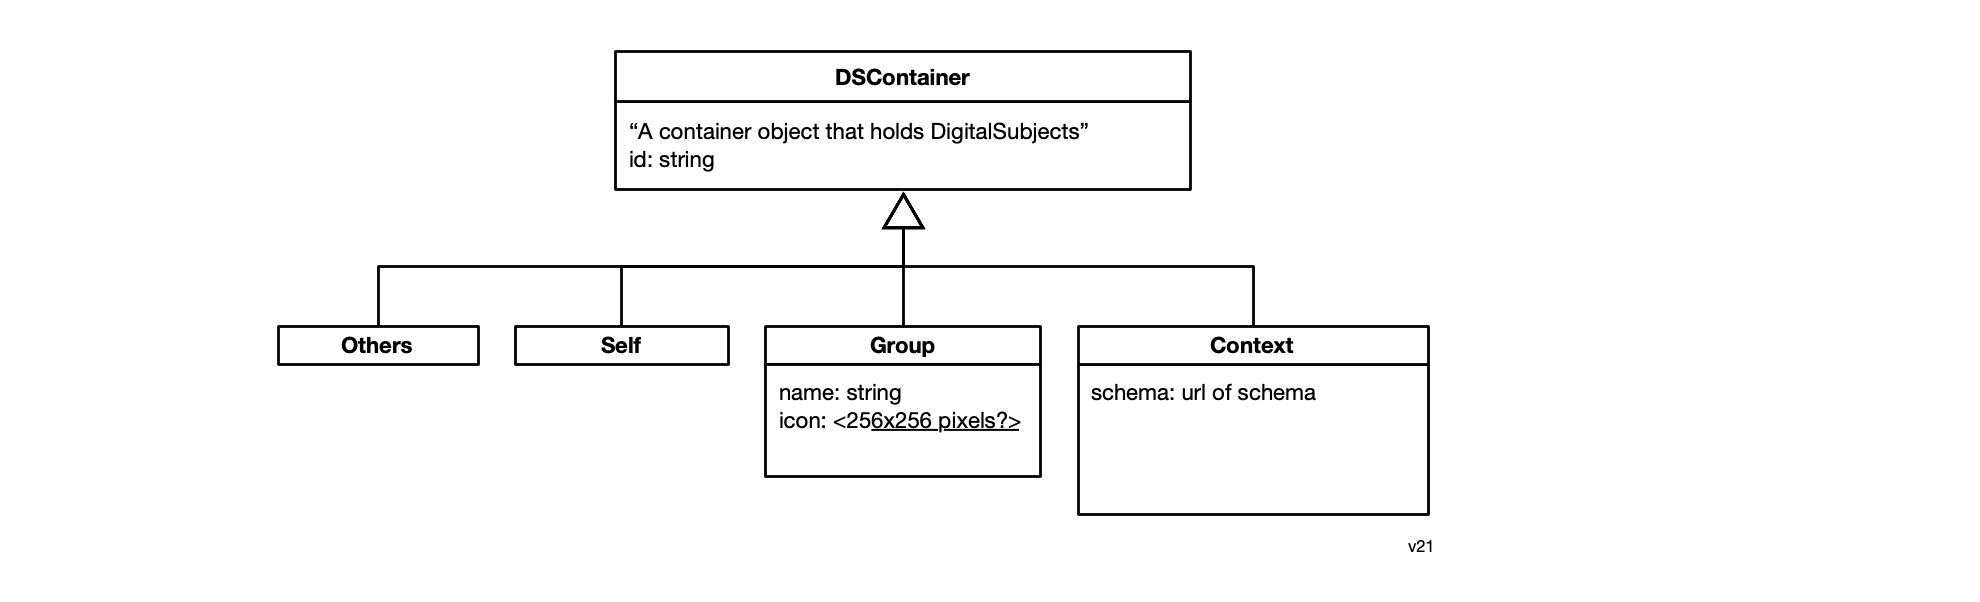 DSContainer
“A container object that holds DigitalSubjects”
id: string
Others
Self
Group
Context
name: string
icon: <256x256 pixels?>
schema: url of schema
v21